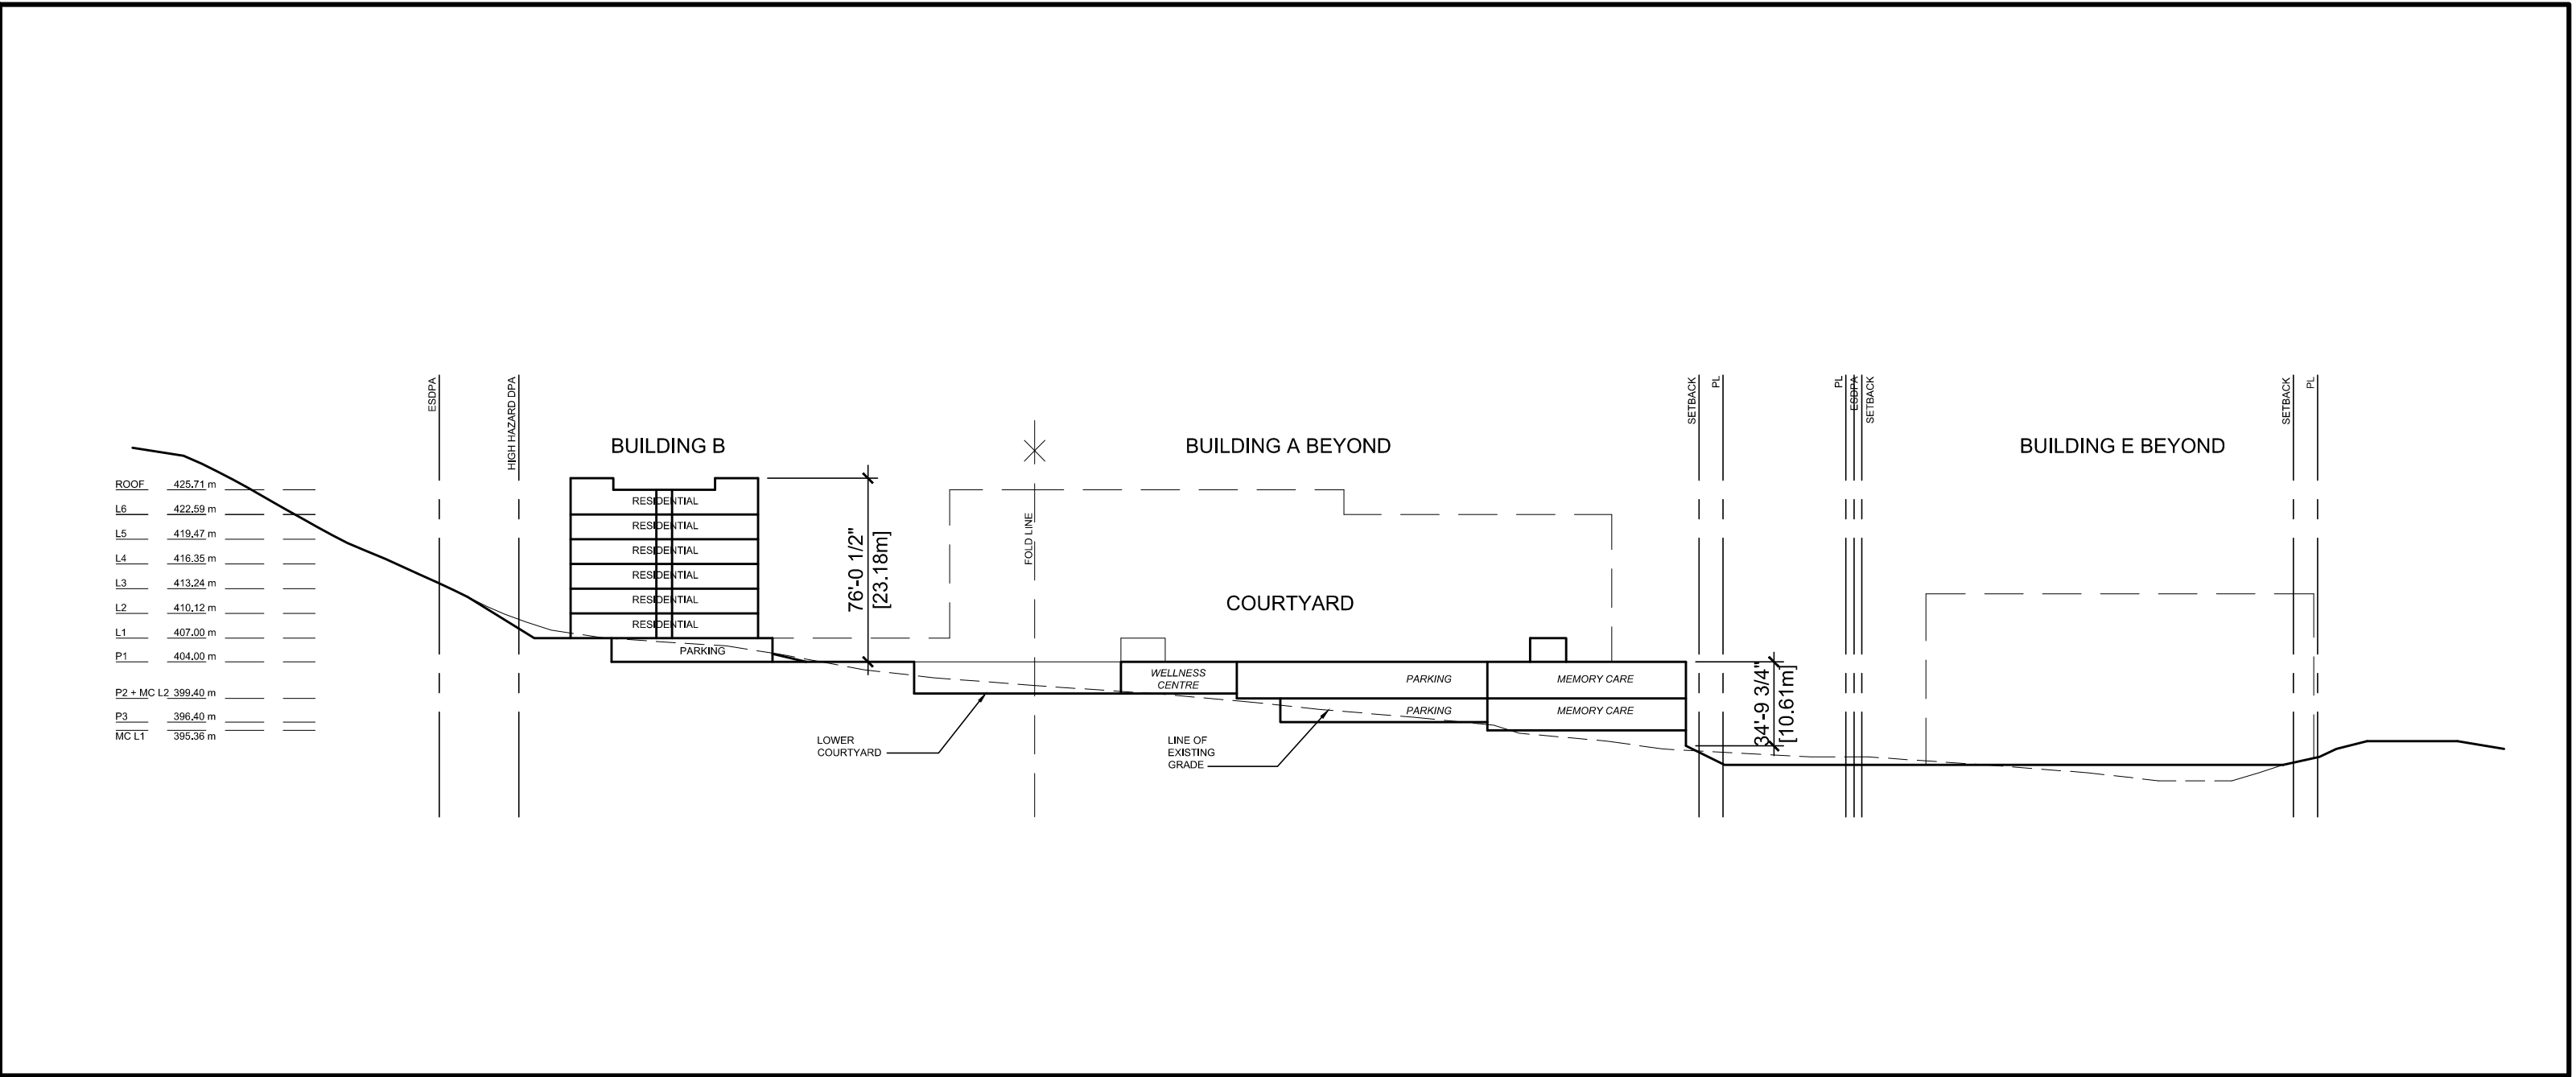 ESDPA
HIGH HAZARD DPA
BUILDING B
BUILDING A BEYOND
SETBACK
PL
PL
ESDPA
SETBACK
BUILDING E BEYOND
SETBACK
PL
ROOF 425.71 m
L6 422.59 m
L5 419.47 m
L4 416.35 m
L3 413.24 m
L2 410.12 m
L1 407.00 m
P1 404.00 m
P2 + MC L2 399.40 m
P3 396.40 m
MC L1 395.36 m
RESIDENTIAL
RESIDENTIAL
RESIDENTIAL
RESIDENTIAL
RESIDENTIAL
RESIDENTIAL
PARKING
76'-0 1/2"
[23.18m]
FOLD LINE
COURTYARD
WELLNESS
CENTRE
PARKING
MEMORY CARE
PARKING
MEMORY CARE
34'-9 3/4"
[10.61m]
LOWER
COURTYARD
LINE OF
EXISTING
GRADE